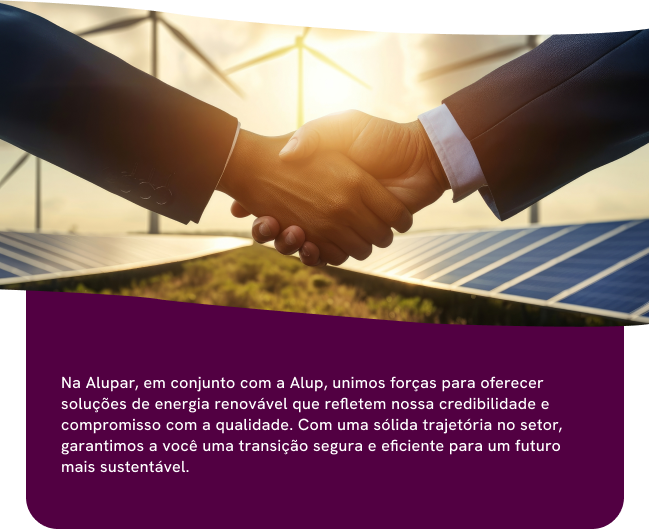 Na Alupar, em conjunto com a Alup, unimos forças para oferecer
soluções de energia renovável que refletem nossa credibilidade e
compromisso com a qualidade. Com uma sólida trajetória no setor,
garantimos a você uma transição segura e eficiente para um futuro
mais sustentável.